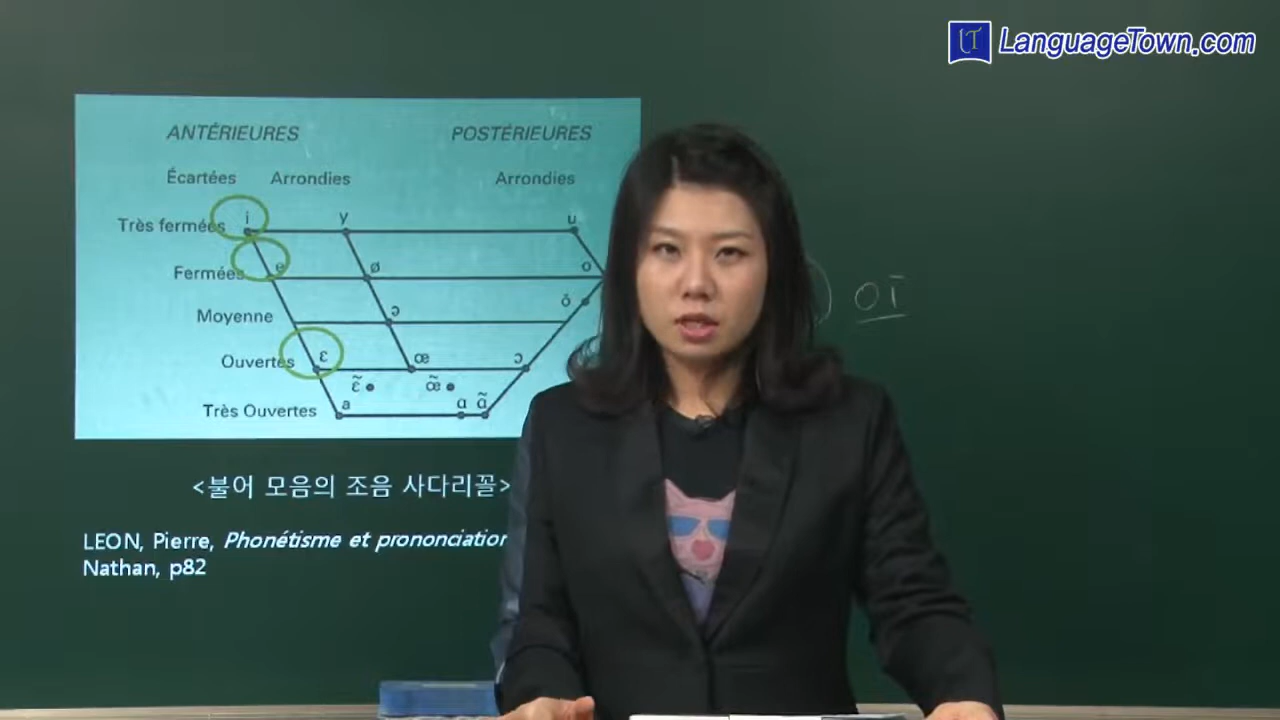 LT LanguageTown.com
ANTÉRIEURES POSTÉRIEURES
Écartées Arrondies Arrondies
Très fermées i y u
Fermées e ø o
Moyenne ɔ õ
Ouvertes ɛ œ ɔ
ɛ̃ œ̃
Très Ouvertes a ɑ ɑ̃
<불어 모음의 조음 사다리꼴>
LEON, Pierre, Phonétisme et prononciation
Nathan, p82